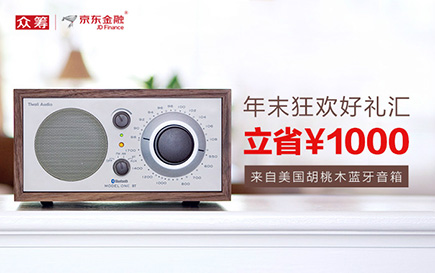 众筹
京东金融
JD Finance
Tivoli Audio
Bluetooth
MODEL ONE BT
年末狂欢好礼汇
立省¥1000
来自美国胡桃木蓝牙音箱